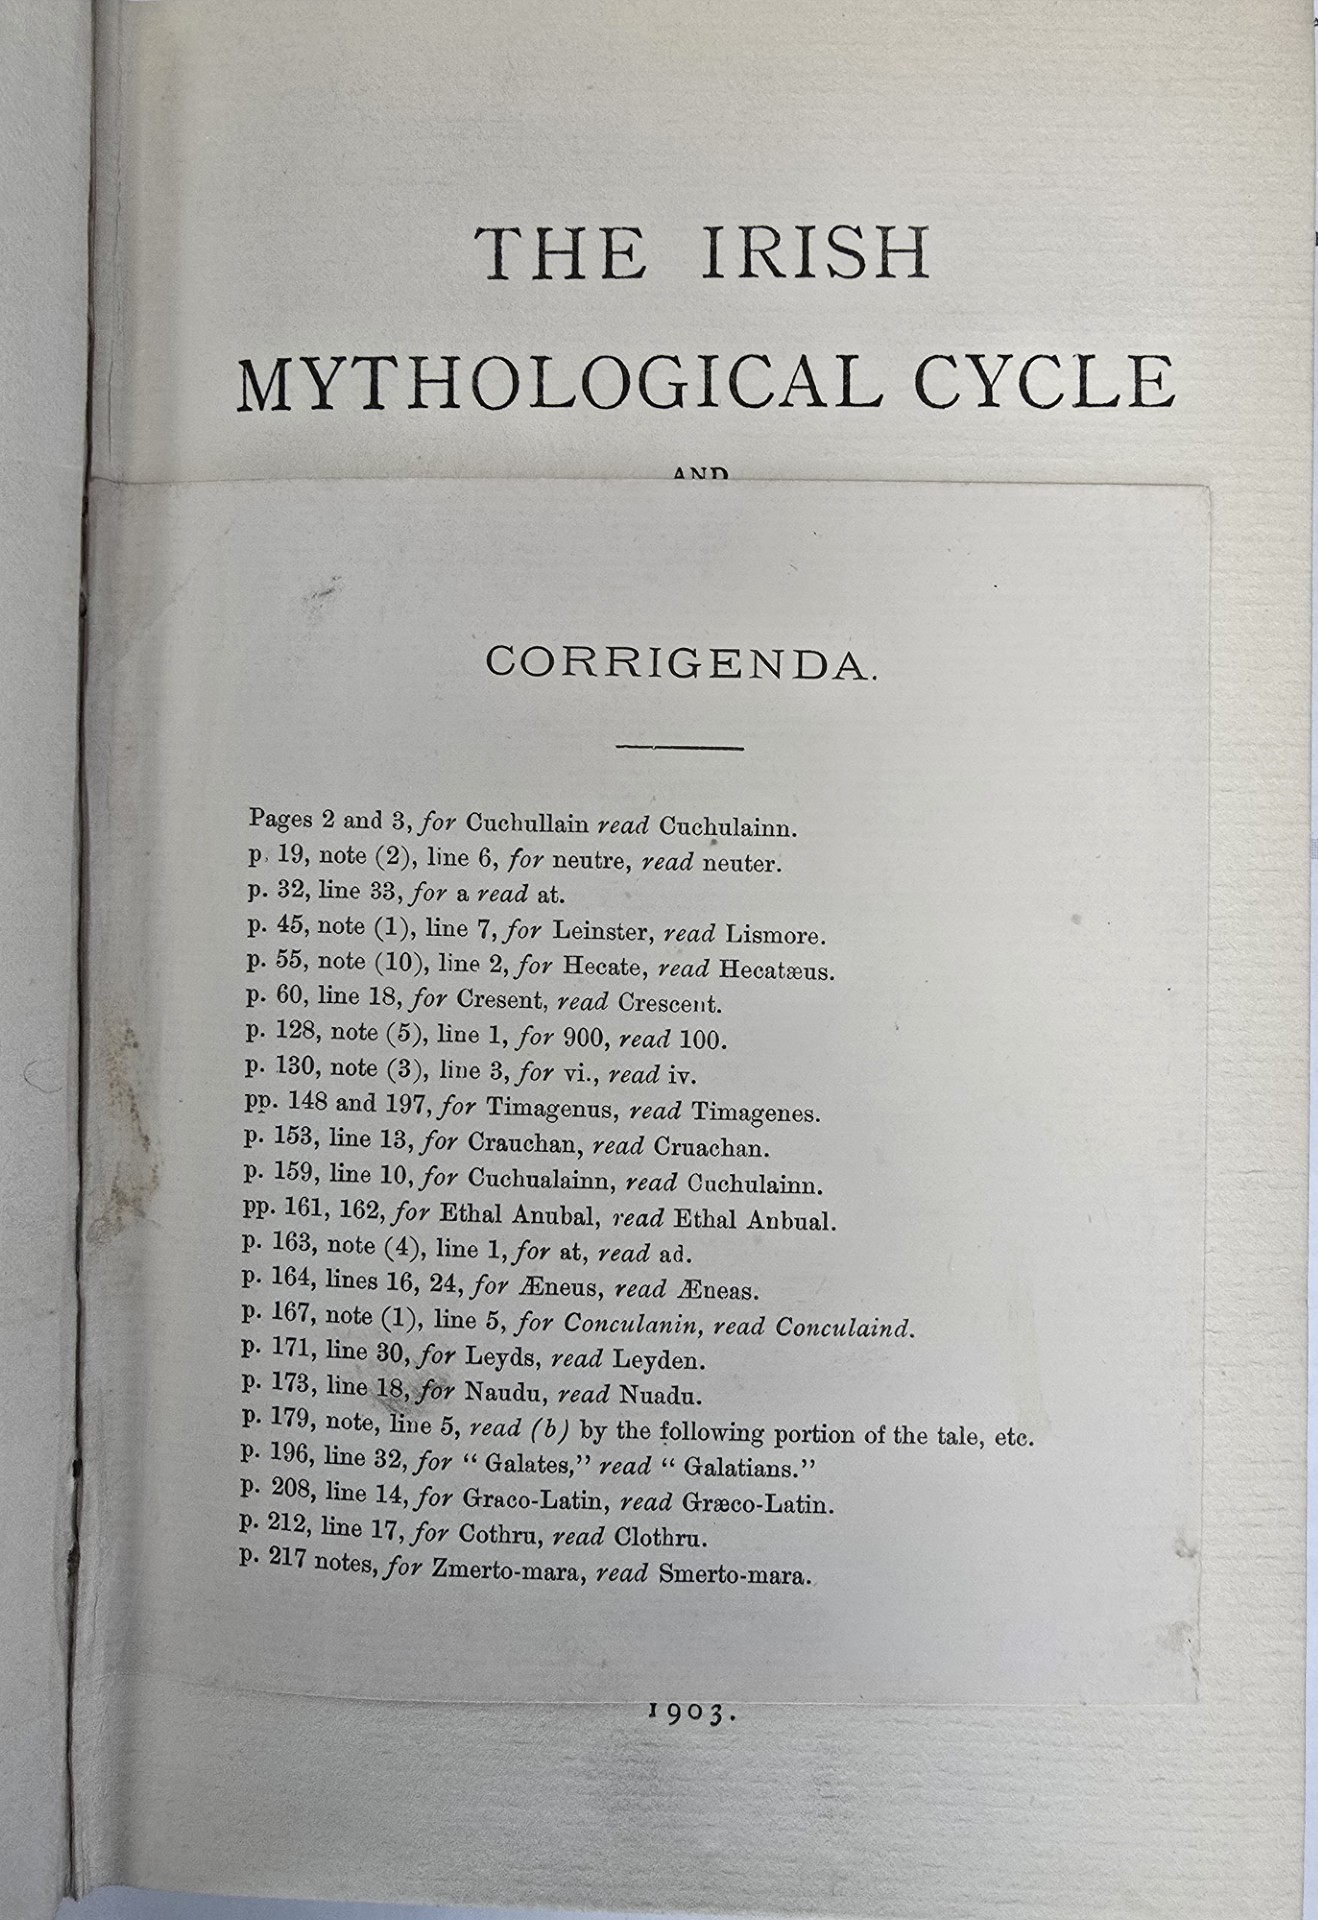 THE IRISH
MYTHOLOGICAL CYCLE
AND
CORRIGENDA.
Pages 2 and 3, for Cuchullain read Cuchulainn.
p. 19, note (2), line 6, for neutre, read neuter.
p. 32, line 33, for a read at.
p. 45, note (1), line 7, for Leinster, read Lismore.
p. 55, note (10), line 2, for Hecate, read Hecatæus.
p. 60, line 18, for Cresent, read Crescent.
p. 128, note (5), line 1, for 900, read 100.
p. 130, note (3), line 3, for vi., read iv.
pp. 148 and 197, for Timagenus, read Timagenes.
p. 153, line 13, for Crauchan, read Cruachan.
p. 159, line 10, for Cuchualainn, read Cuchulainn.
pp. 161, 162, for Ethal Anubal, read Ethal Anbual.
p. 163, note (4), line 1, for at, read ad.
p. 164, lines 16, 24, for Æneus, read Æneas.
p. 167, note (1), line 5, for Conculanin, read Conculaind.
p. 171, line 30, for Leyds, read Leyden.
p. 173, line 18, for Naudu, read Nuadu.
p. 179, note, line 5, read (b) by the following portion of the tale, etc.
p. 196, line 32, for “ Galates,” read “ Galatians.”
p. 208, line 14, for Graco-Latin, read Græco-Latin.
p. 212, line 17, for Cothru, read Clothru.
p. 217 notes, for Zmerto-mara, read Smerto-mara.
1903.